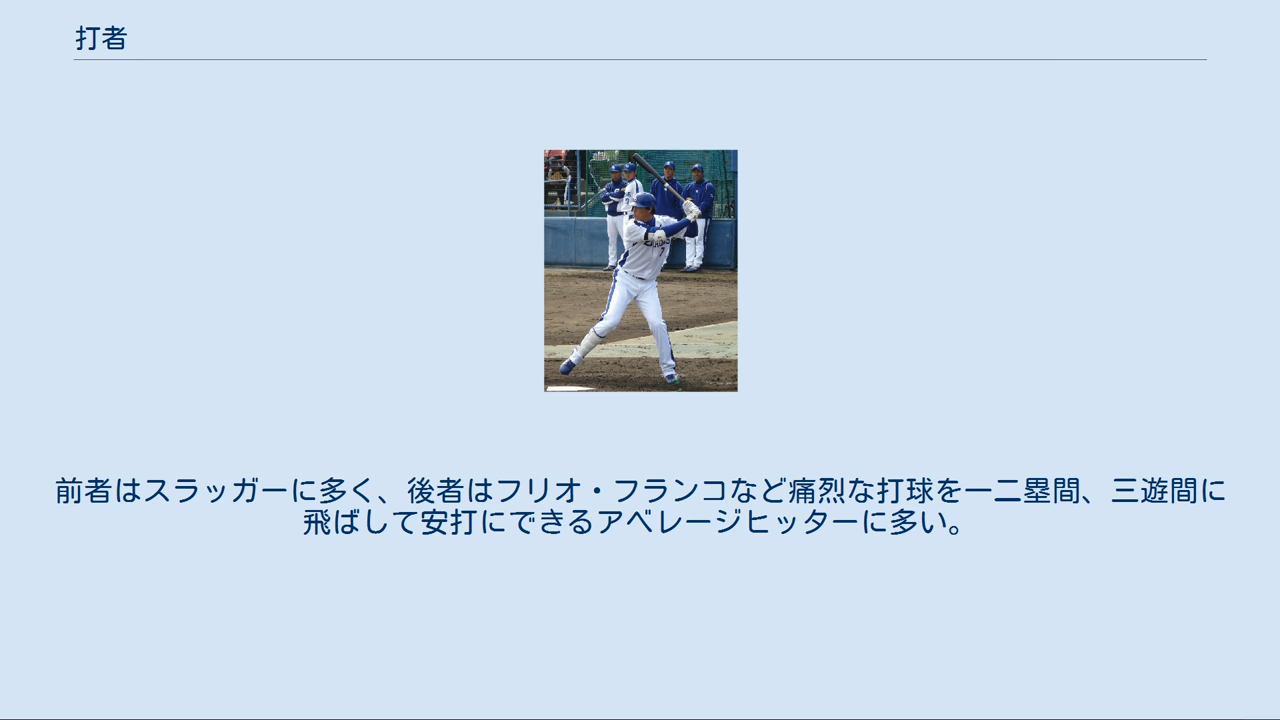 打者
前者はスラッガーに多く、後者はフリオ・フランコなど痛烈な打球を一二塁間、三遊間に
飛ばして安打にできるアベレージヒッターに多い。